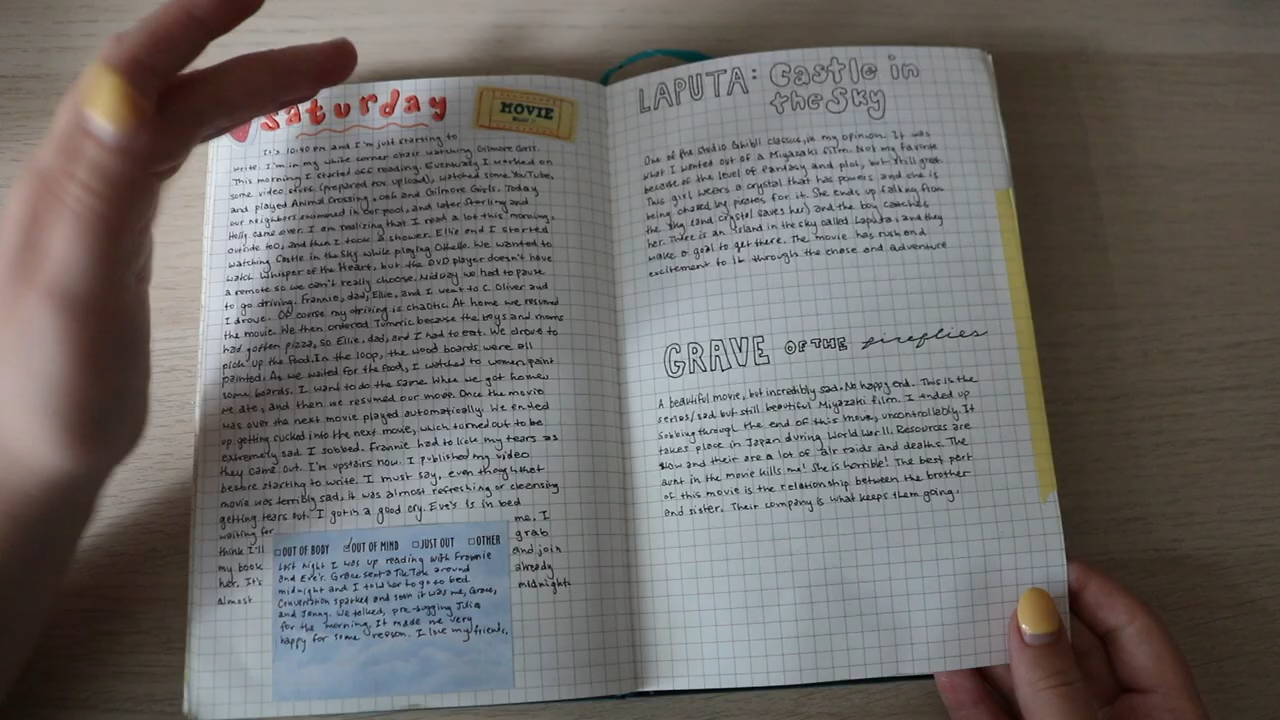 Saturday
MOVIE
It's 10:40 pm and I'm just starting to
write. I'm in my white corner chair watching Gilmore Girls.
This morning I started off reading. Eventually I worked on
some video stuff (prepared for upload), watched some YouTube,
and played Animal Crossing. ooh and Gilmore Girls. Today
our neighbors swimmed in our pool, and later Sterling and
Holly came over. I am realizing that I read a lot this morning,
outside too, and then I took a shower. Ellie and I started
watching Castle in the Sky while playing Othello. We wanted to
watch Whisper of the Heart, but the DVD player doesn't have
a remote so we can't really choose. Midway we had to pause
to go driving. Frannie, dad, Ellie, and I went to C. Oliver and
I drove. Of course my driving is chaotic. At home we resumed
the movie. We then ordered Tumeric because the boys and moms
had gotten pizza, so Ellie, dad, and I had to eat. We drove to
pick up the food. In the loop, the wood boards were all
painted. As we waited for the food, I watched to women paint
some boards. I want to do the same. When we got home,
we ate, and then we resumed our movie. Once the movie
was over the next movie played automatically. We ended
up getting sucked into the next movie, which turned out to be
extremely sad. I sobbed. Frannie had to lick my tears as
they came out. I'm upstairs now. I published my video
before starting to write. I must say, even though that
movie was terribly sad, it was almost refreshing or cleansing
getting tears out. I got in a good cry. Eve's is in bed
waiting for me. I
think I'll grab
my book and join
her. It's already
almost midnight.
OUT OF BODY OUT OF MIND JUST OUT OTHER
Last night I was up reading with Frannie
and Eve's. Grace sent a TikTok around
midnight and I told her to go to bed.
Conversation sparked and soon it was me, Grace,
and Jenny. We talked, pre-bugging Julia
for the morning. It made me very
happy for some reason. I love my friends.
LAPUTA: Castle in
the Sky
One of the Studio Ghibli classics, in my opinion. It was
what I wanted out of a Miyazaki film. Not my favorite
because of the level of fantasy and plot, but still great.
This girl wears a crystal that has powers and she is
being chased by pirates for it. She ends up falling from
the sky (and crystal saves her) and the boy catches
her. There is an island in the sky called Laputa, and they
make a goal to get there. The movie has rush and
excitement to it through the chase and adventure
GRAVE OF THE fireflies
A beautiful movie, but incredibly sad. No happy end. This is the
series/sad but still beautiful Miyazaki film. I ended up
sobbing through the end of this move, uncontrollably. It
takes place in Japan during World War II. Resources are
slow and their are a lot of air raids and deaths. The
aunt in the movie kills me! She is horrible! The best part
of this movie is the relationship between the brother
and sister. Their company is what keeps them going.